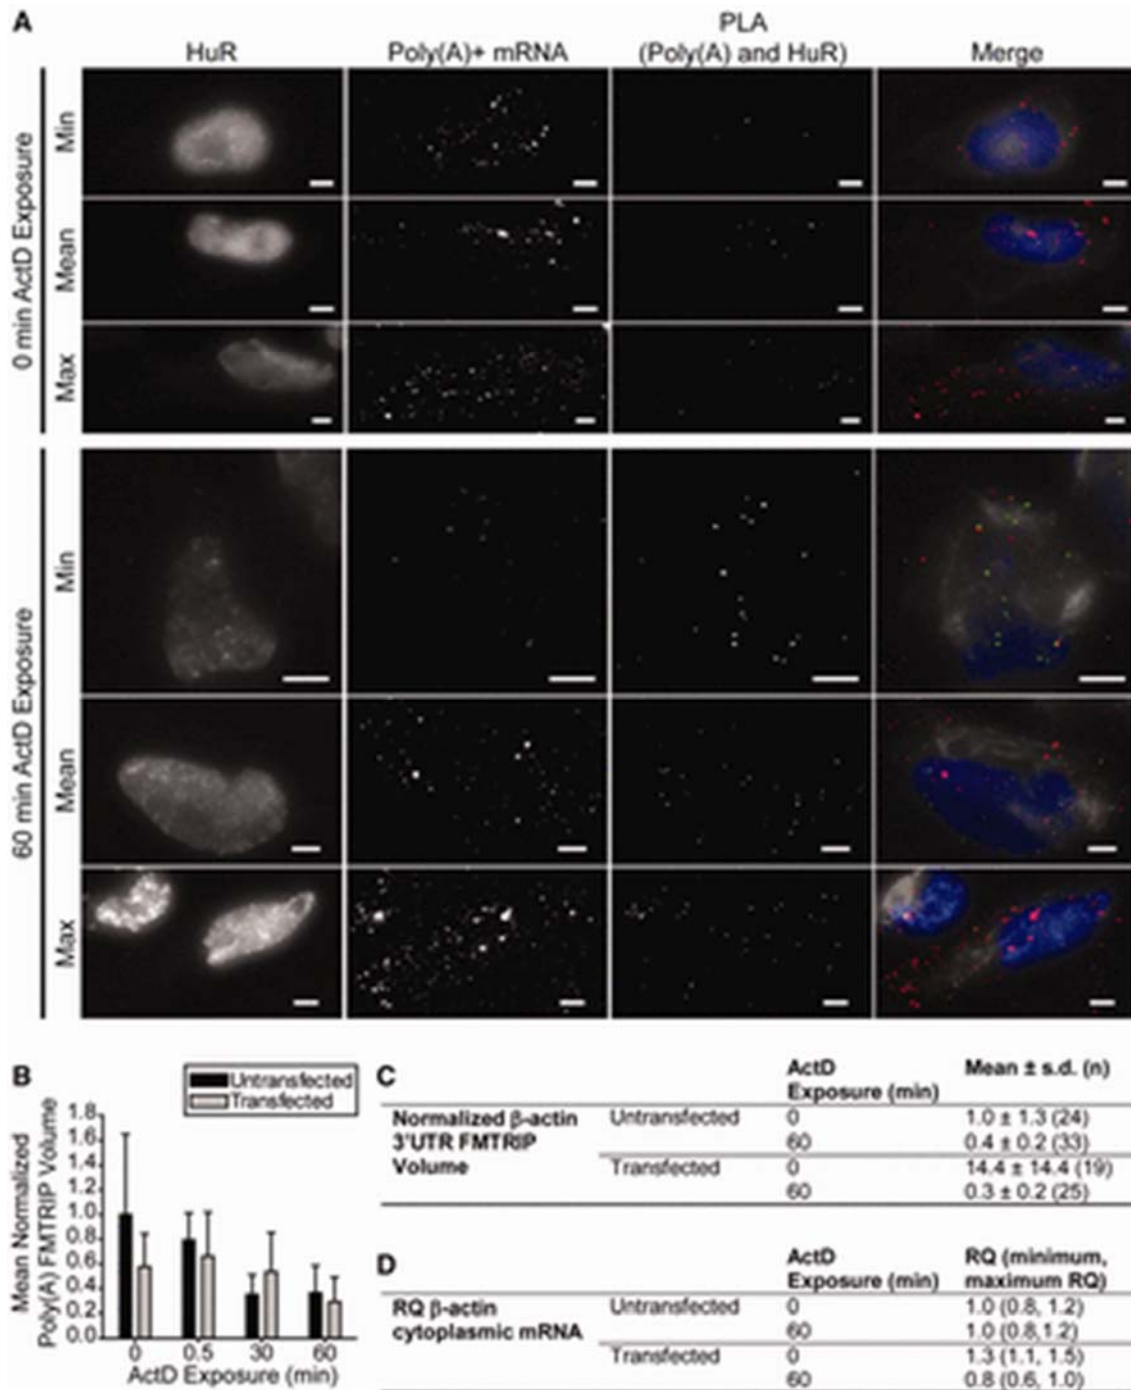 A
HuR
Poly(A)+ mRNA
PLA
(Poly(A) and HuR)
Merge
0 min ActD Exposure
Min
Mean
Max
60 min ActD Exposure
Min
Mean
Max
B
Untransfected
Transfected
Mean Normalized
Poly(A) FMTRIP Volume
1.8
1.6
1.4
1.2
1.0
0.8
0.6
0.4
0.2
0.0
0 0.5 30 60
ActD Exposure (min)
C
ActD Mean ± s.d. (n)
Exposure (min)
Normalized β-actin Untransfected 0 1.0 ± 1.3 (24)
3'UTR FMTRIP 60 0.4 ± 0.2 (33)
Volume Transfected 0 14.4 ± 14.4 (19)
60 0.3 ± 0.2 (25)
D
ActD RQ (minimum,
Exposure (min) maximum RQ)
RQ β-actin Untransfected 0 1.0 (0.8, 1.2)
cytoplasmic mRNA 60 1.0 (0.8,1.2)
Transfected 0 1.3 (1.1, 1.5)
60 0.8 (0.6, 1.0)